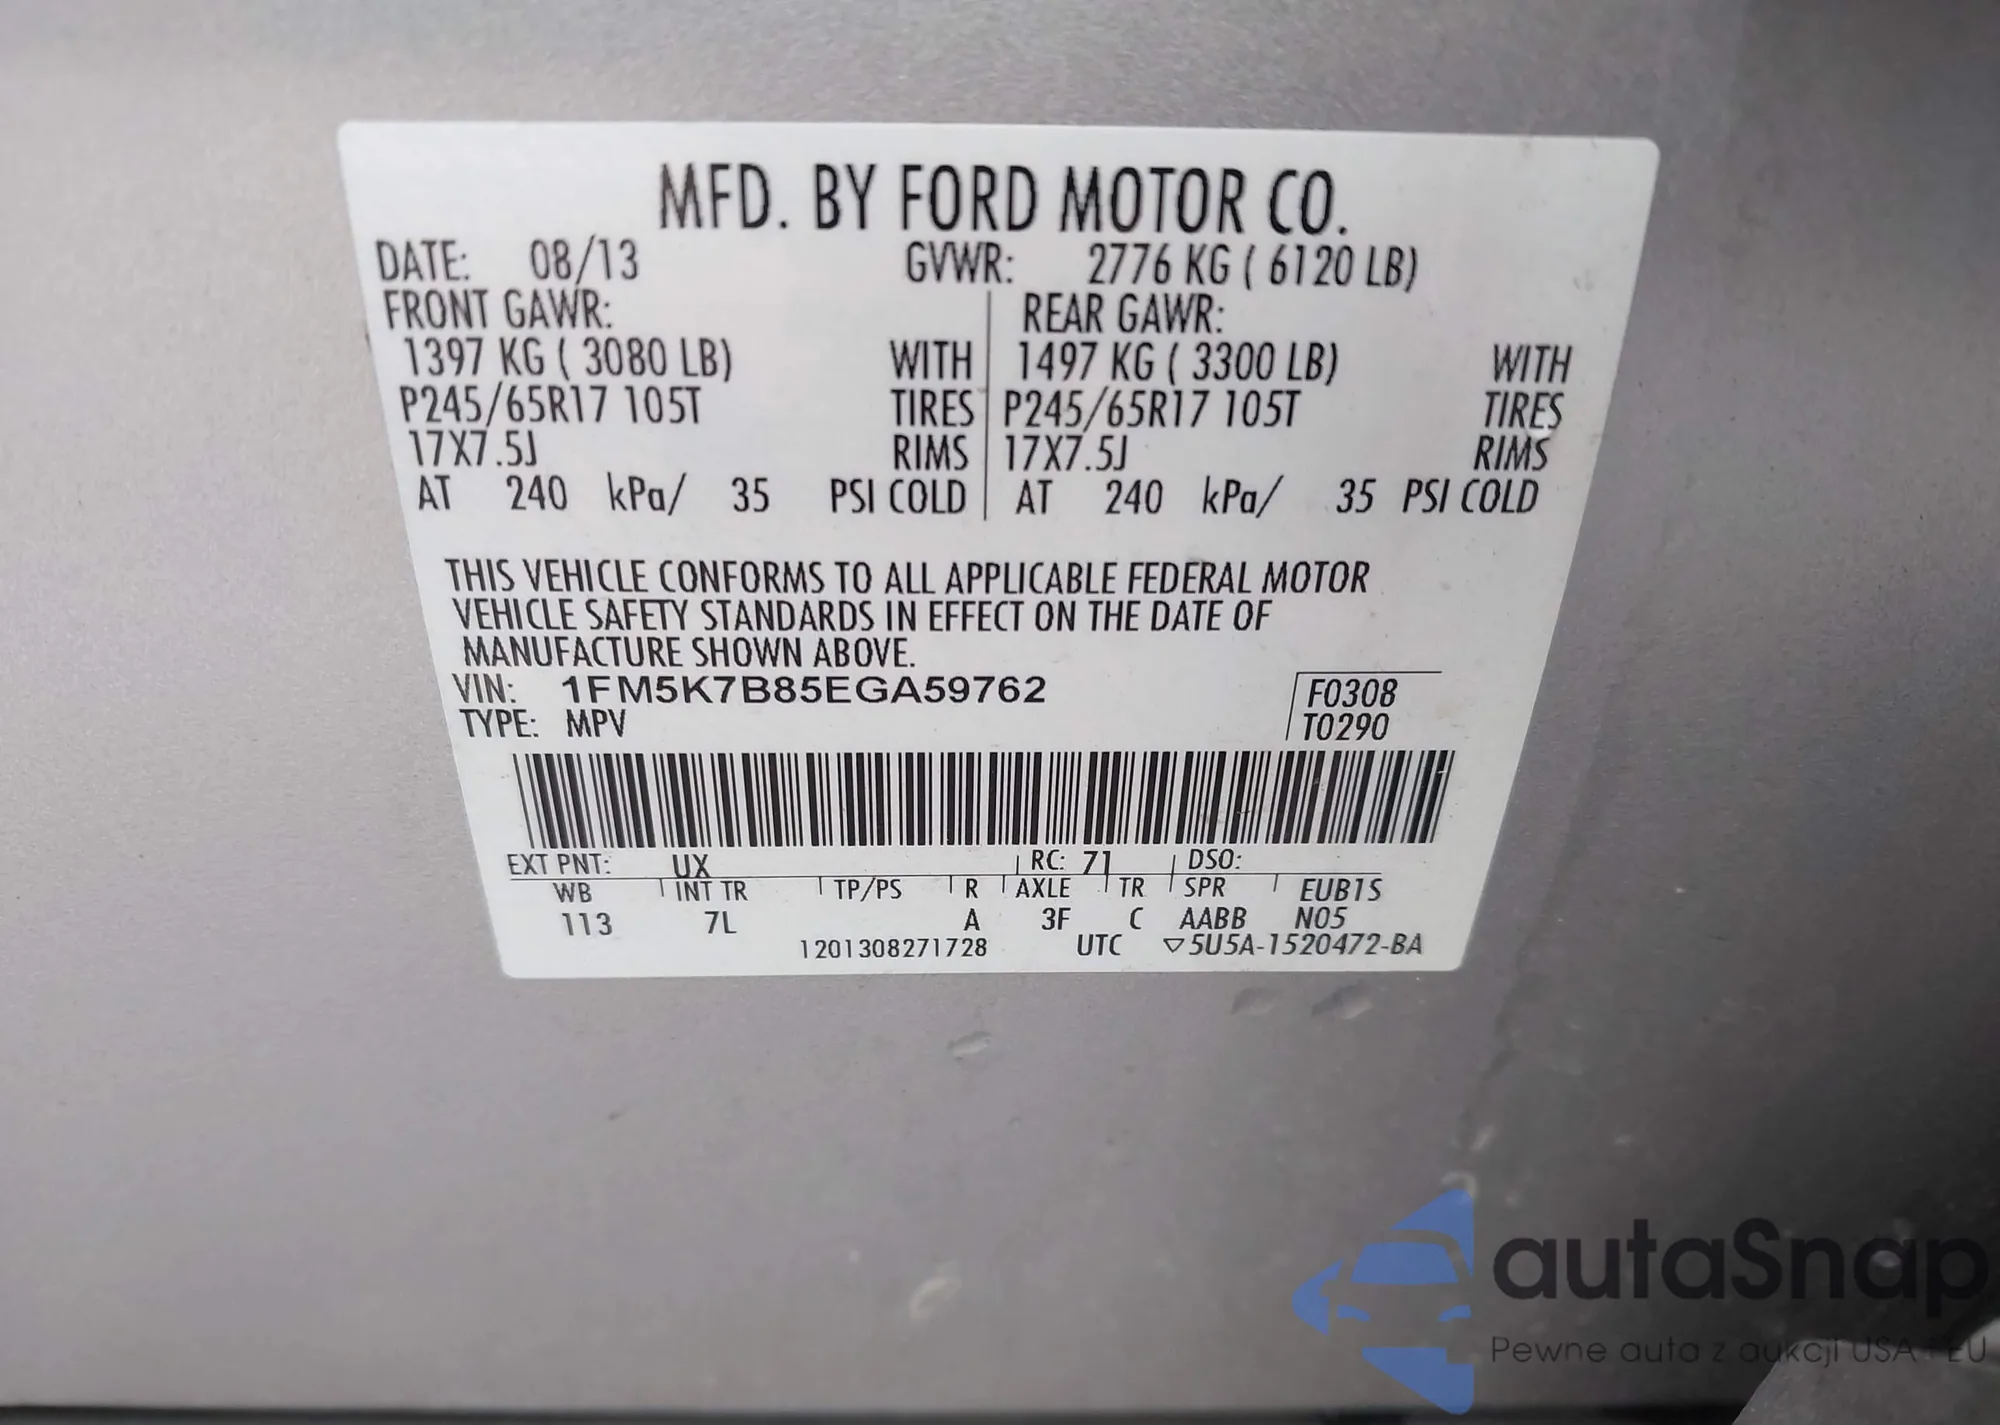 MFD. BY FORD MOTOR CO.
DATE: 08/13 GVWR: 2776 KG ( 6120 LB)
FRONT GAWR: REAR GAWR:
1397 KG ( 3080 LB) WITH 1497 KG ( 3300 LB) WITH
P245/65R17 105T TIRES P245/65R17 105T TIRES
17X7.5J RIMS 17X7.5J RIMS
AT 240 kPa/ 35 PSI COLD AT 240 kPa/ 35 PSI COLD
THIS VEHICLE CONFORMS TO ALL APPLICABLE FEDERAL MOTOR
VEHICLE SAFETY STANDARDS IN EFFECT ON THE DATE OF
MANUFACTURE SHOWN ABOVE.
VIN: 1FM5K7B85EGA59762 F0308
TYPE: MPV T0290
EXT PNT: UX RC: 71 DSO:
WB INT TR TP/PS R AXLE TR SPR EUB1S
113 7L A 3F C AABB N05
1201308271728 UTC ▽5U5A-1520472-BA
autoSnap
Pewne auta z aukcji USA i EU